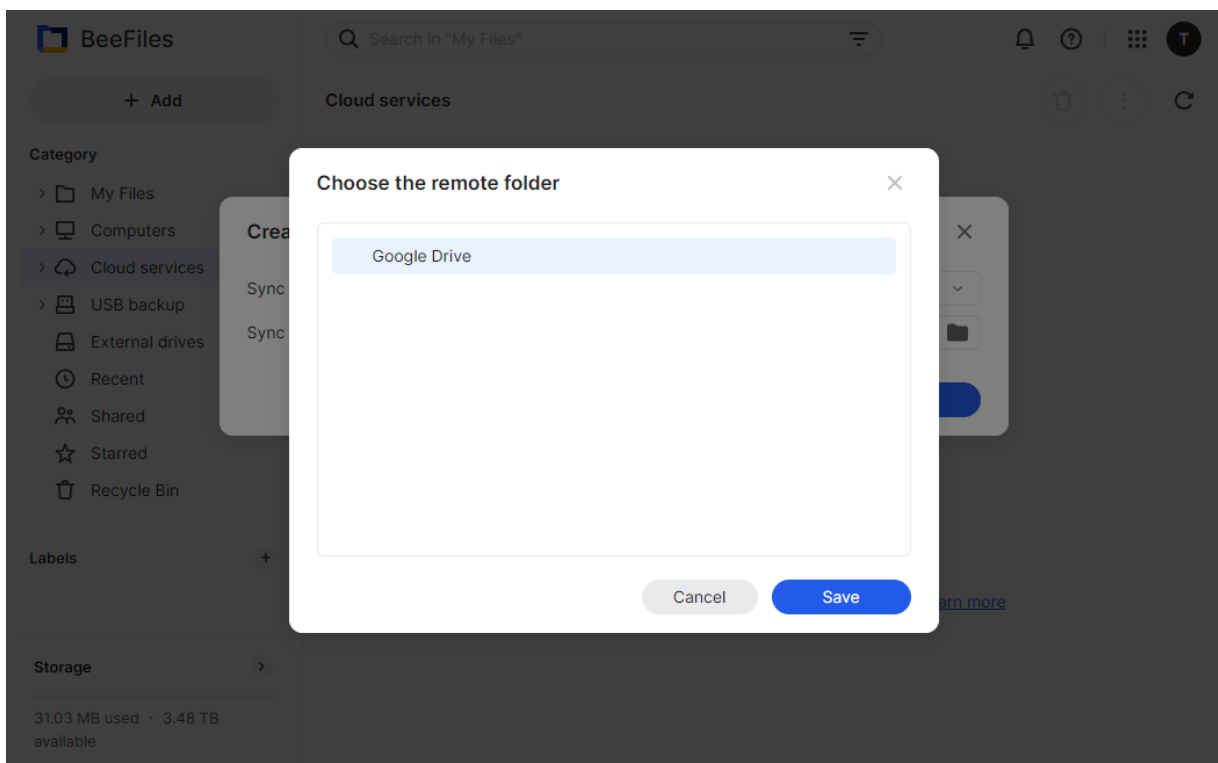 BeeFiles
Search in "My Files"
T
+ Add
Cloud services
Category
My Files
Computers
Cloud services
USB backup
External drives
Recent
Shared
Starred
Recycle Bin
Labels
+
Storage
31.03 MB used · 3.48 TB
available
Crea
Sync
Sync
arn more
Choose the remote folder
Google Drive
Cancel
Save